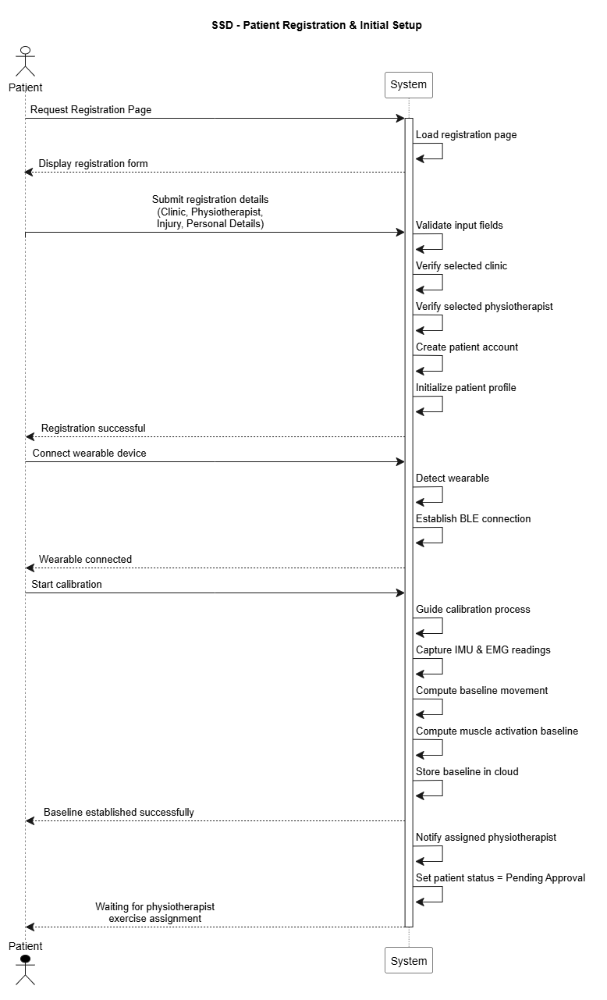 SSD - Patient Registration & Initial Setup
Patient
System
Request Registration Page
Load registration page
Display registration form
Submit registration details
(Clinic, Physiotherapist,
Injury, Personal Details)
Validate input fields
Verify selected clinic
Verify selected physiotherapist
Create patient account
Initialize patient profile
Registration successful
Connect wearable device
Detect wearable
Establish BLE connection
Wearable connected
Start calibration
Guide calibration process
Capture IMU & EMG readings
Compute baseline movement
Compute muscle activation baseline
Store baseline in cloud
Baseline established successfully
Notify assigned physiotherapist
Set patient status = Pending Approval
Waiting for physiotherapist
exercise assignment
Patient
System